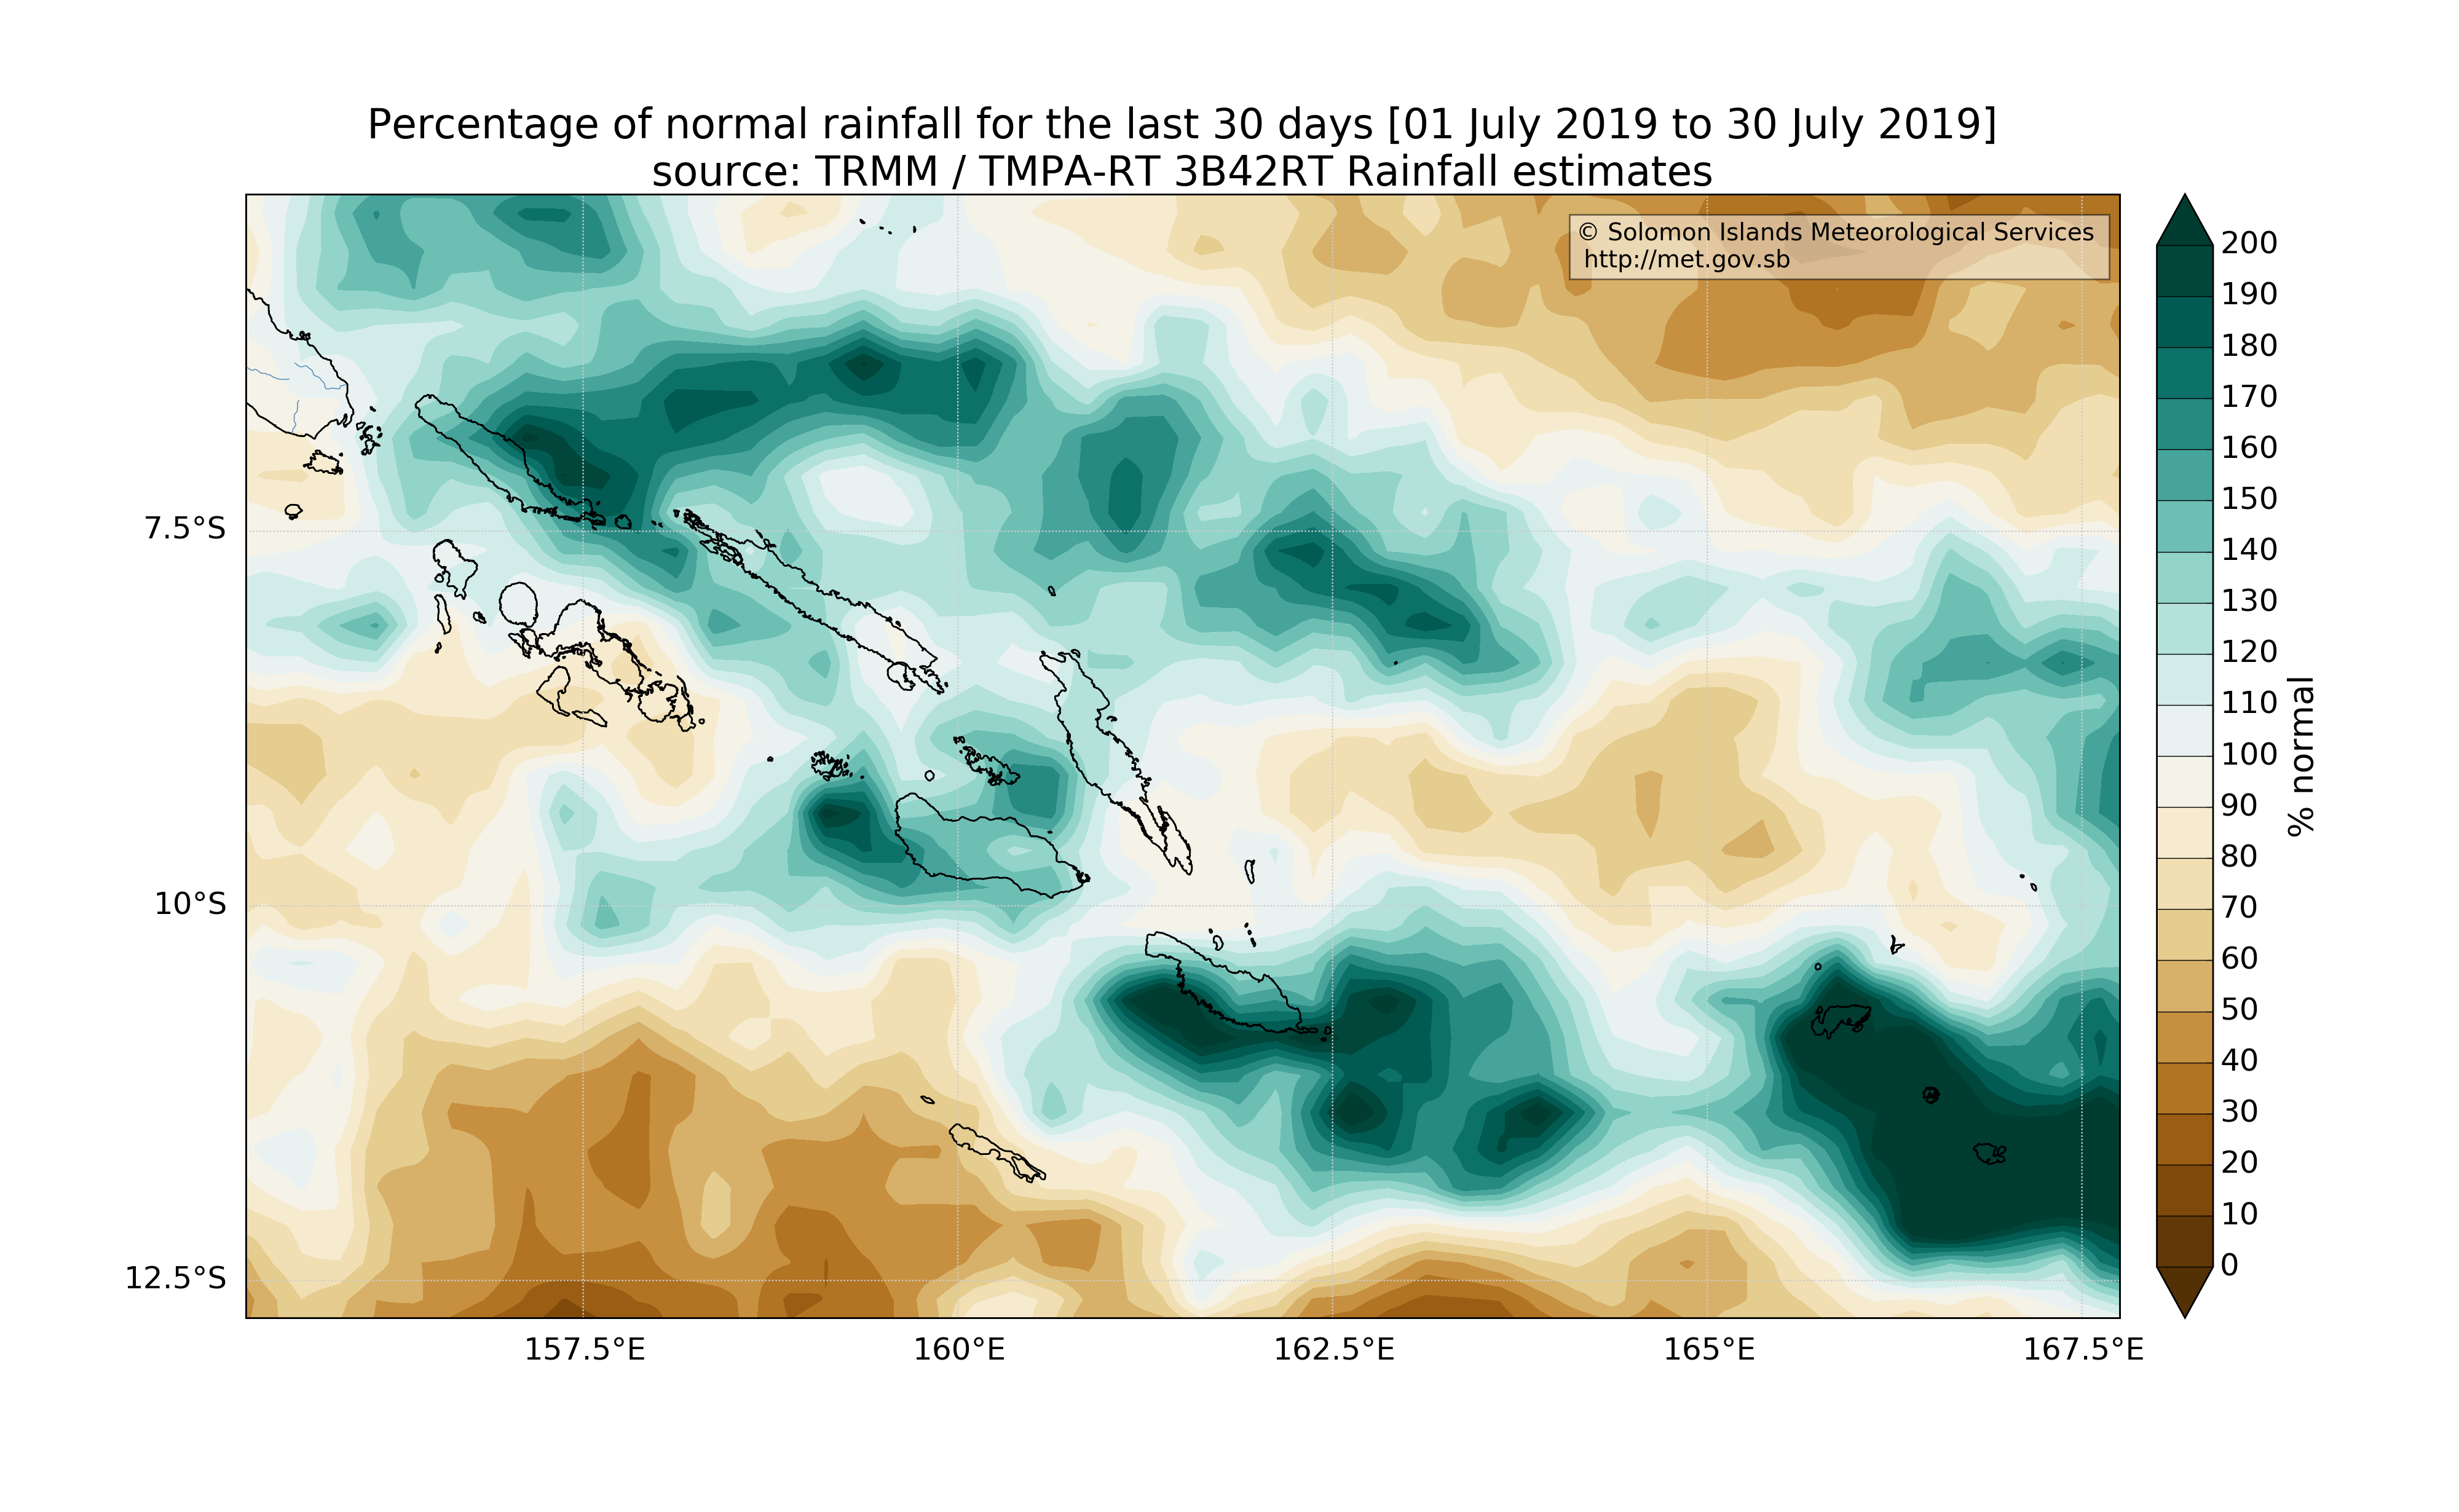 Percentage of normal rainfall for the last 30 days [01 July 2019 to 30 July 2019]
source: TRMM / TMPA-RT 3B42RT Rainfall estimates
© Solomon Islands Meteorological Services
http://met.gov.sb
7.5°S
10°S
12.5°S
157.5°E
160°E
162.5°E
165°E
167.5°E
200
190
180
170
160
150
140
130
120
110
100
90
80
70
60
50
40
30
20
10
0
% normal